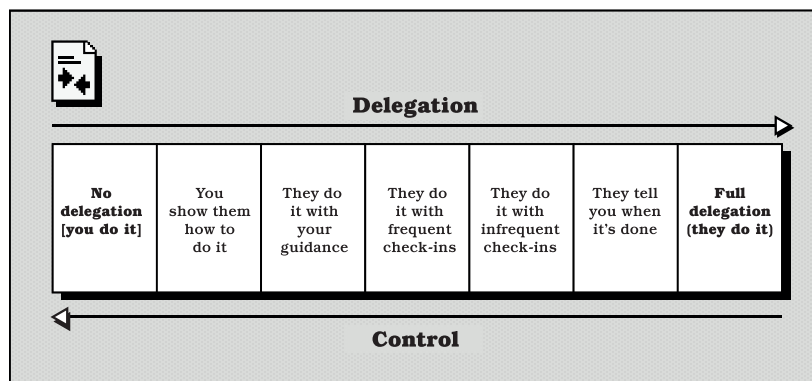 Delegation
No
delegation
[you do it]
You
show them
how to
do it
They do
it with
your
guidance
They do
it with
frequent
check-ins
They do
it with
infrequent
check-ins
They tell
you when
it's done
Full
delegation
(they do it)
Control